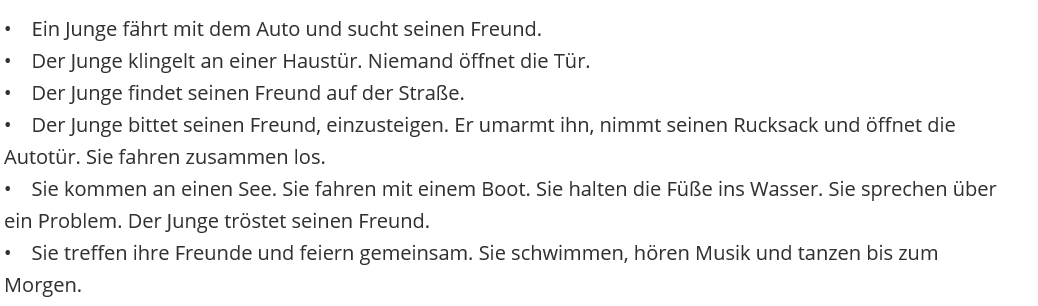 • Ein Junge fährt mit dem Auto und sucht seinen Freund.
• Der Junge klingelt an einer Haustür. Niemand öffnet die Tür.
• Der Junge findet seinen Freund auf der Straße.
• Der Junge bittet seinen Freund, einzusteigen. Er umarmt ihn, nimmt seinen Rucksack und öffnet die
Autotür. Sie fahren zusammen los.
• Sie kommen an einen See. Sie fahren mit einem Boot. Sie halten die Füße ins Wasser. Sie sprechen über
ein Problem. Der Junge tröstet seinen Freund.
• Sie treffen ihre Freunde und feiern gemeinsam. Sie schwimmen, hören Musik und tanzen bis zum
Morgen.